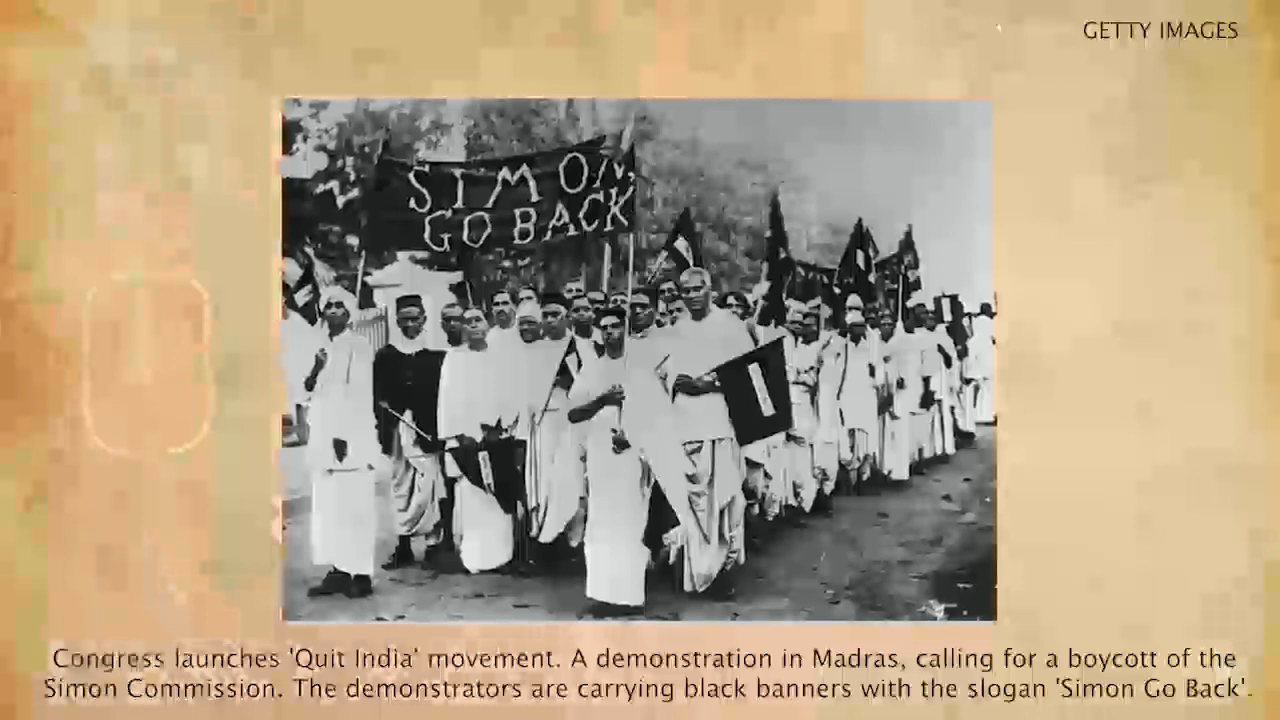 GETTY IMAGES
SIMON,
GO BACK
Congress launches 'Quit India' movement. A demonstration in Madras, calling for a boycott of the
Simon Commission. The demonstrators are carrying black banners with the slogan 'Simon Go Back'.